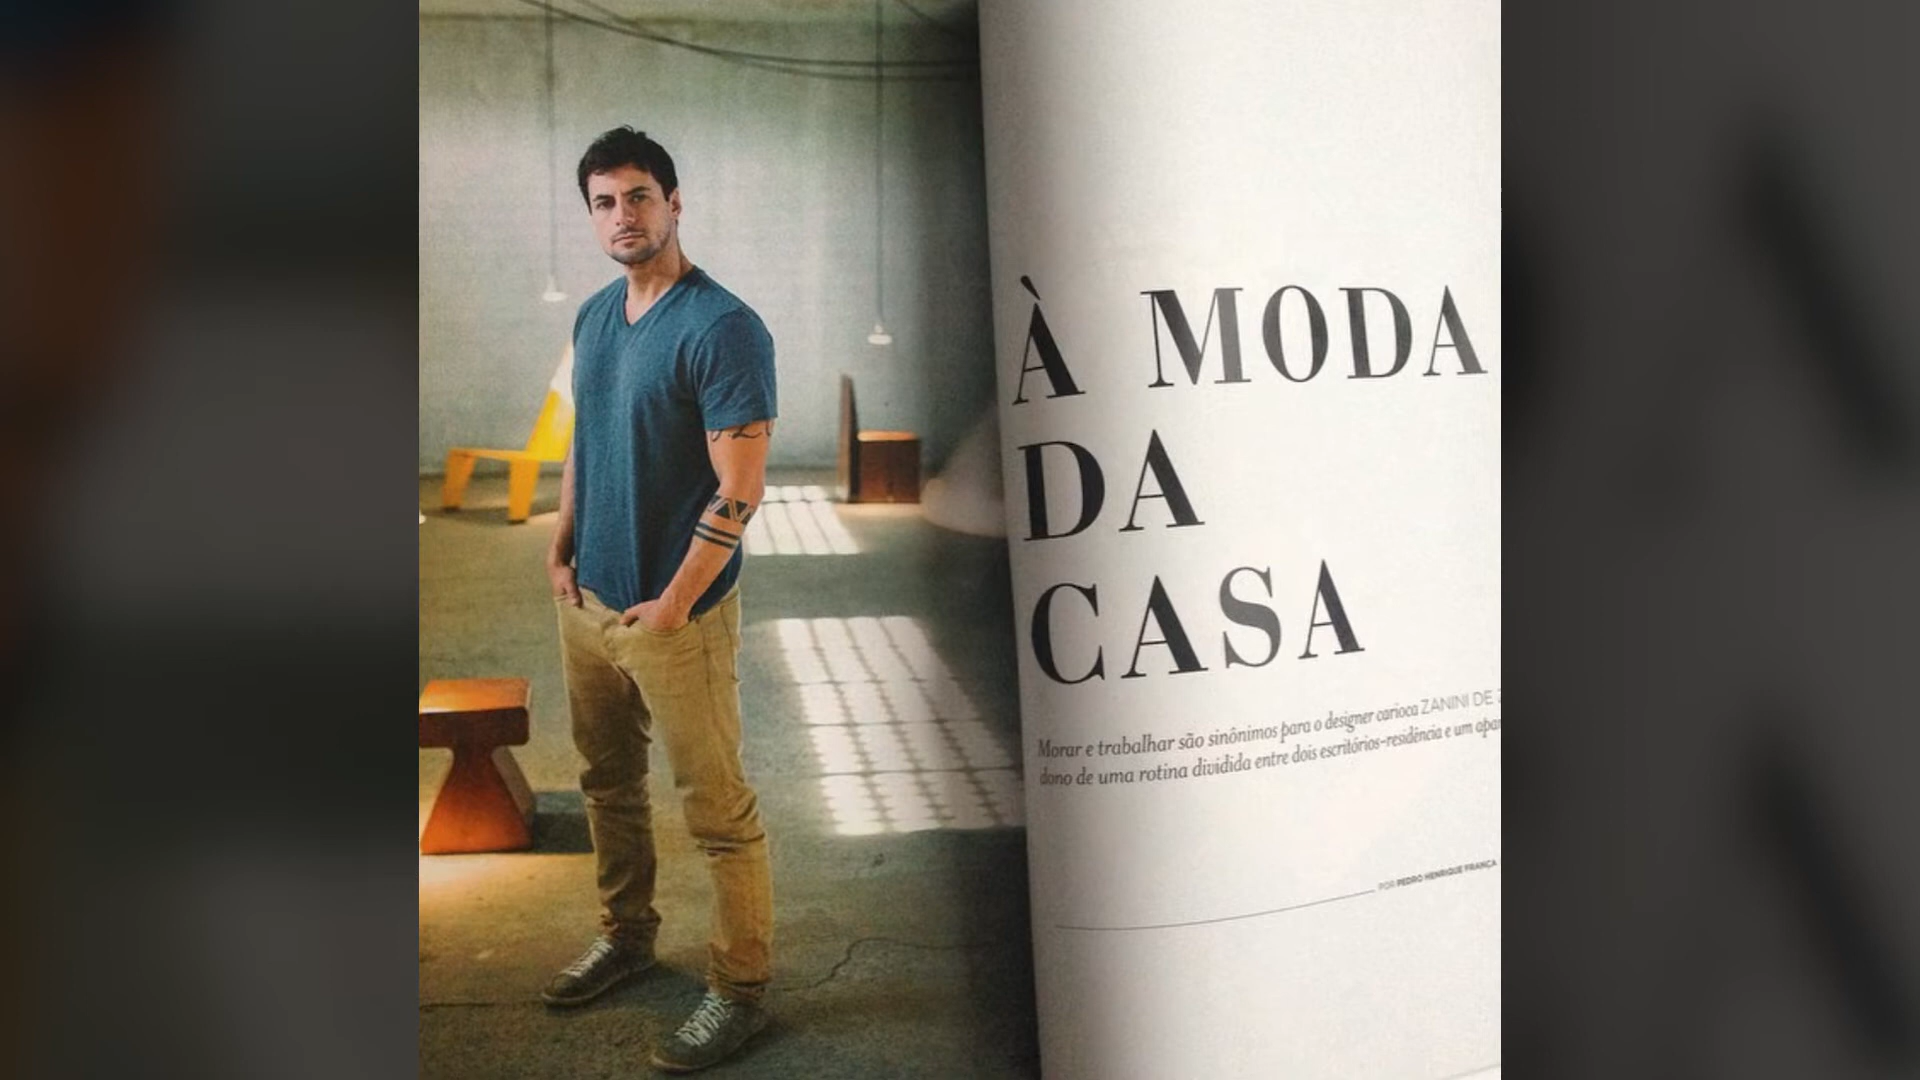 À MODA
DA
CASA
Morar e trabalhar são sinônimos para o designer carioca ZANINI DE
dono de uma rotina dividida entre dois escritórios-residência e um
POR PEDRO HENRIQUE FRANÇA